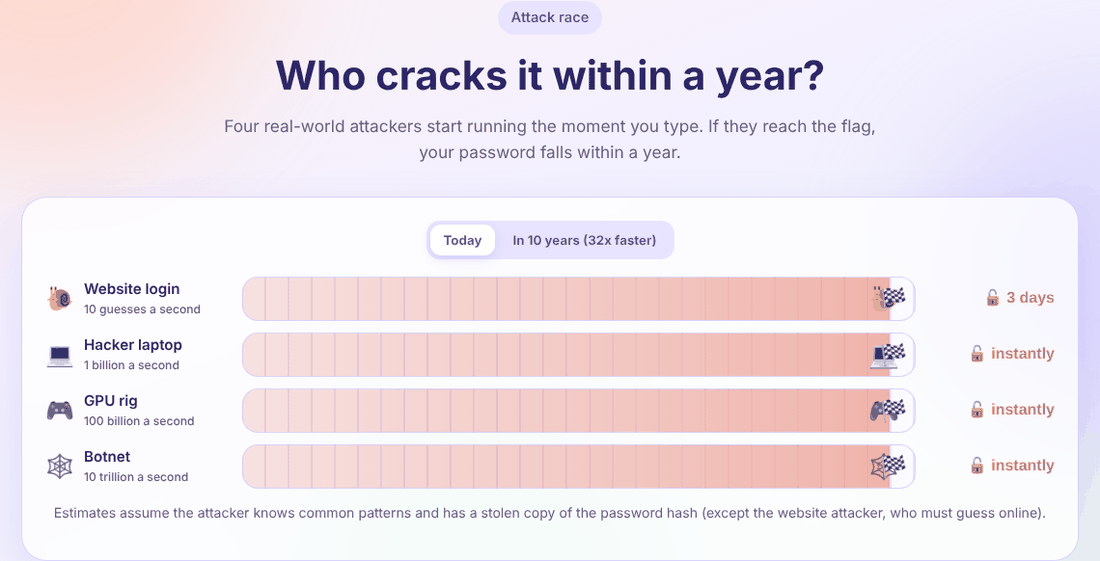 Attack race
Who cracks it within a year?
Four real-world attackers start running the moment you type. If they reach the flag,
your password falls within a year.
Today
In 10 years (32x faster)
Website login
10 guesses a second
3 days
Hacker laptop
1 billion a second
instantly
GPU rig
100 billion a second
instantly
Botnet
10 trillion a second
instantly
Estimates assume the attacker knows common patterns and has a stolen copy of the password hash (except the website attacker, who must guess online).